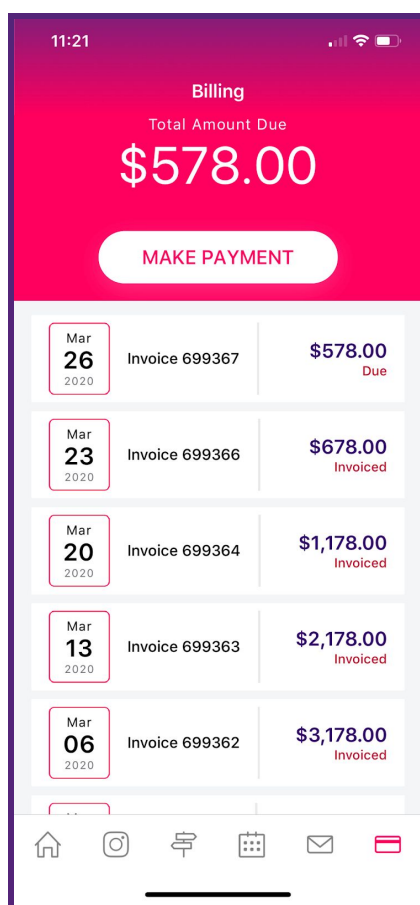 11:21
Billing
Total Amount Due
$578.00
MAKE PAYMENT
Mar
26
2020
Invoice 699367
$578.00
Due
Mar
23
2020
Invoice 699366
$678.00
Invoiced
Mar
20
2020
Invoice 699364
$1,178.00
Invoiced
Mar
13
2020
Invoice 699363
$2,178.00
Invoiced
Mar
06
2020
Invoice 699362
$3,178.00
Invoiced